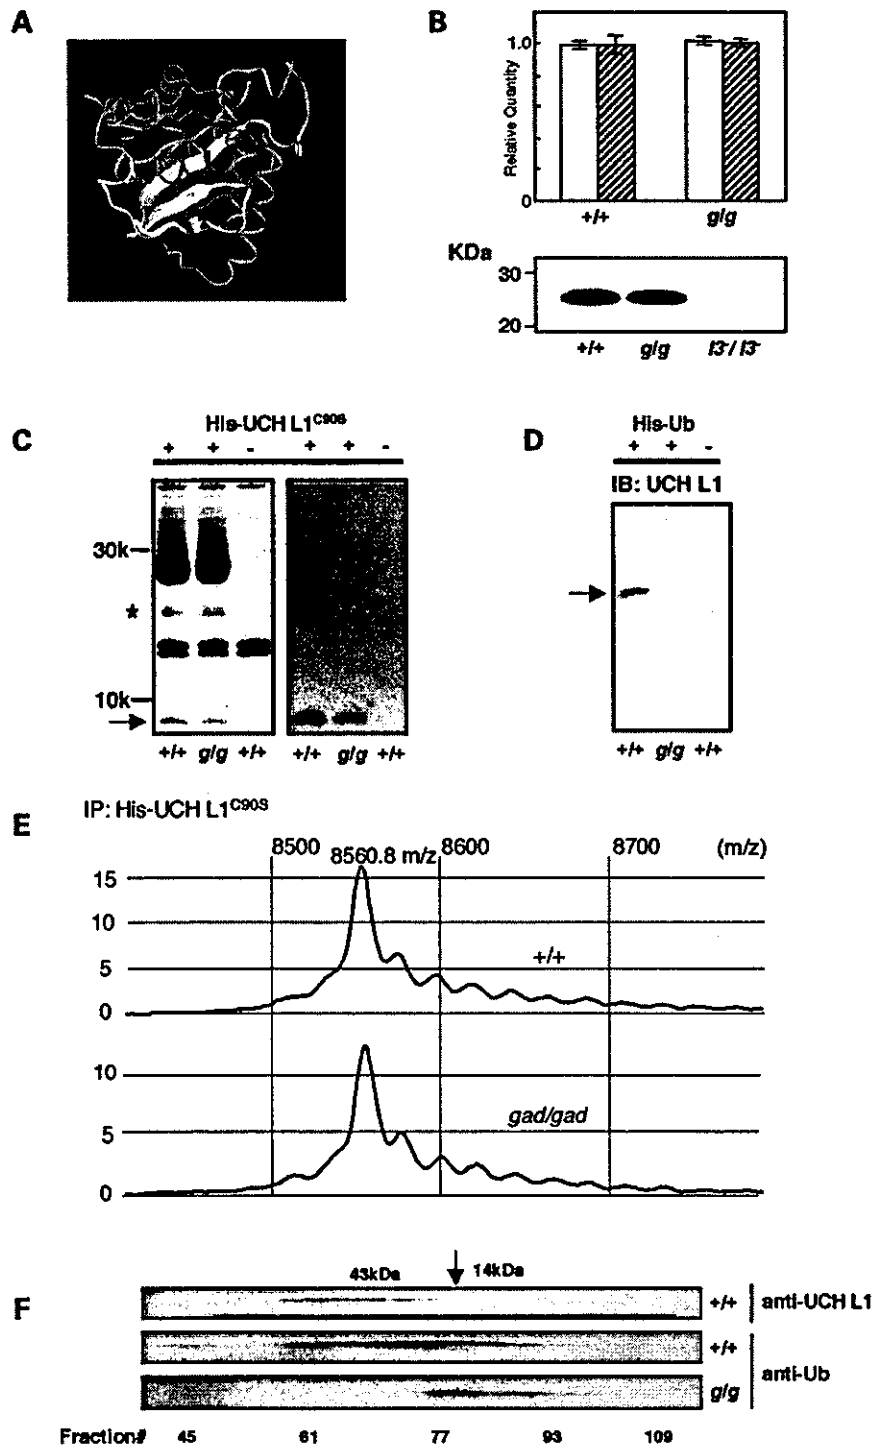 A
B
Relative Quantity
1.0
0
+/+ g/g
KDa
30
20
+/+ g/g l3-/ l3-
C
His-UCH L1C90S
+ + - + + -
30k
*
10k
+/+ g/g +/+ +/+ g/g +/+
D
His-Ub
+ + -
IB: UCH L1
+/+ g/g +/+
E
IP: His-UCH L1C90S
8500 8560.8 m/z 8600 8700 (m/z)
15
10
5
0
+/+
10
5
0
gad/gad
F
43kDa 14kDa
+/+ anti-UCH L1
+/+
anti-Ub
g/g
Fraction# 45 61 77 93 109